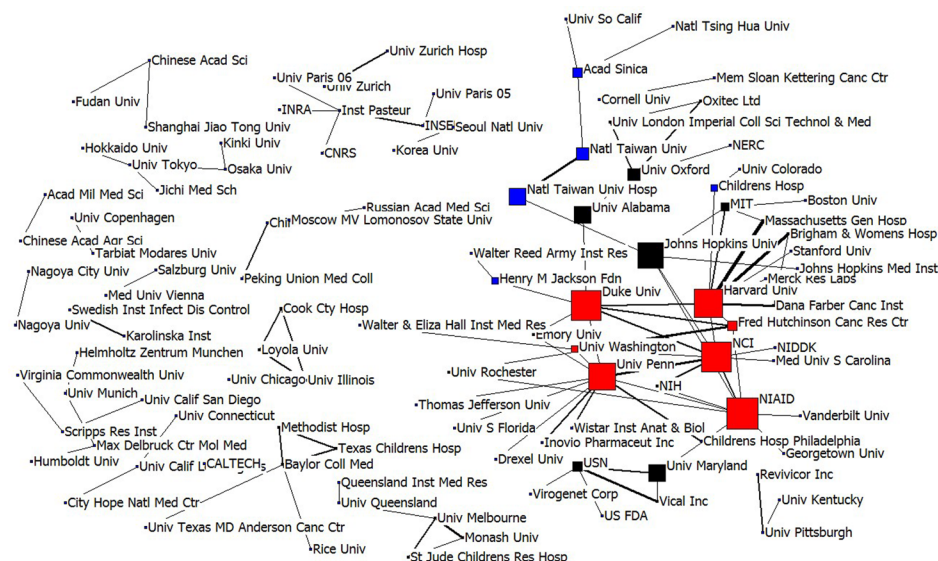 Univ So Calif
Natl Tsing Hua Univ
Univ Zurich Hosp
Chinese Acad Sci
Acad Sinica
Univ Paris 06
Univ Zurich
Mem Sloan Kettering Canc Ctr
Univ Paris 05
Fudan Univ
Cornell Univ
Oxitec Ltd
INRA
Inst Pasteur
Univ London Imperial Coll Sci Technol & Med
Shanghai Jiao Tong Univ
INSE
Seoul Natl Univ
Kinki Univ
Hokkaido Univ
Natl Taiwan Univ
NERC
CNRS
Korea Univ
Univ Tokyo
Osaka Univ
Univ Oxford
Univ Colorado
Jichi Med Sch
Natl Taiwan Univ Hosp
Childrens Hosp
Acad Mil Med Sci
MIT
Boston Univ
Russian Acad Med Sci
Univ Alabama
Univ Copenhagen
Chi
Moscow MV Lomonosov State Univ
Massachusetts Gen Hosp
Brigham & Womens Hosp
Chinese Acad Agr Sci
Johns Hopkins Univ
Tarbiat Modares Univ
Walter Reed Army Inst Res
Stanford Univ
Nagoya City Univ
Salzburg Univ
Johns Hopkins Med Inst
Peking Union Med Coll
Henry M Jackson Fdn
Merck Res Labs
Duke Univ
Harvard Univ
Med Univ Vienna
Dana Farber Canc Inst
Swedish Inst Infect Dis Control
Cook Cty Hosp
Nagoya Univ
Walter & Eliza Hall Inst Med Res
Fred Hutchinson Canc Res Ctr
Karolinska Inst
Emory Univ
Univ Washington
NCI
NIDDK
Helmholtz Zentrum Munchen
Loyola Univ
Med Univ S Carolina
Univ Penn
Virginia Commonwealth Univ
Univ Chicago
Univ Illinois
Univ Rochester
NIH
Univ Munich
Univ Calif San Diego
Thomas Jefferson Univ
NIAID
Univ Connecticut
Vanderbilt Univ
Methodist Hosp
Univ S Florida
Wistar Inst Anat & Biol
Scripps Res Inst
Inovio Pharmaceut Inc
Childrens Hosp Philadelphia
Max Delbruck Ctr Mol Med
Texas Childrens Hosp
Georgetown Univ
Humboldt Univ
Univ Calif L
CALTECH
s
Baylor Coll Med
Drexel Univ
USN
Univ Maryland
Revivicor Inc
Queensland Inst Med Res
City Hope Natl Med Ctr
Virogenet Corp
Vical Inc
Univ Kentucky
Univ Queensland
US FDA
Univ Melbourne
Univ Texas MD Anderson Canc Ctr
Univ Pittsburgh
Monash Univ
Rice Univ
St Jude Childrens Res Hosp